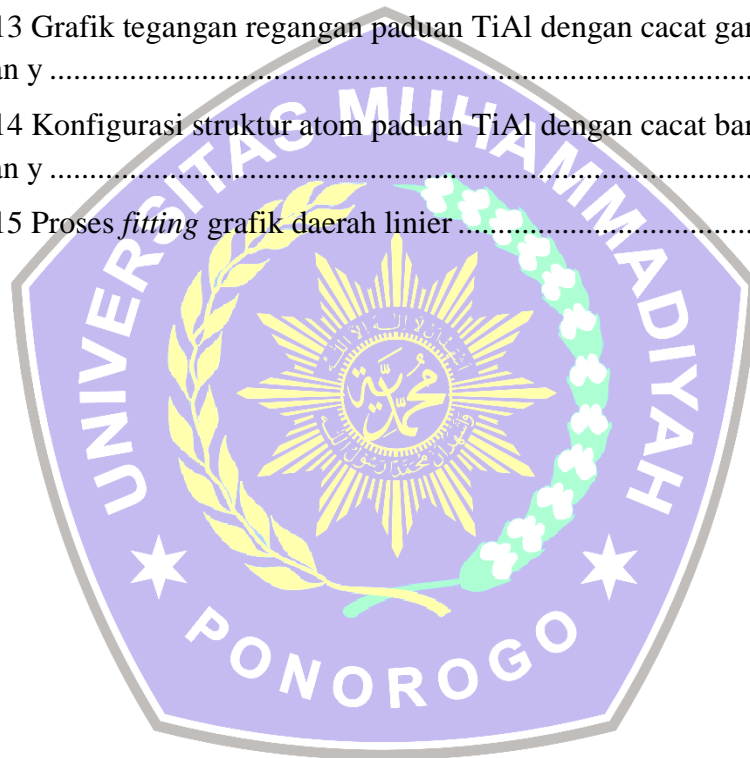 13 Grafik tegangan regangan paduan TiAl dengan cacat gar
an y ........................................................................................
14 Konfigurasi struktur atom paduan TiAl dengan cacat bar
an y ........................................................................................
15 Proses fitting grafik daerah linier ....................................
UNIVERSITAS MUHAMMADIYAH
محمدية
PONOROGO